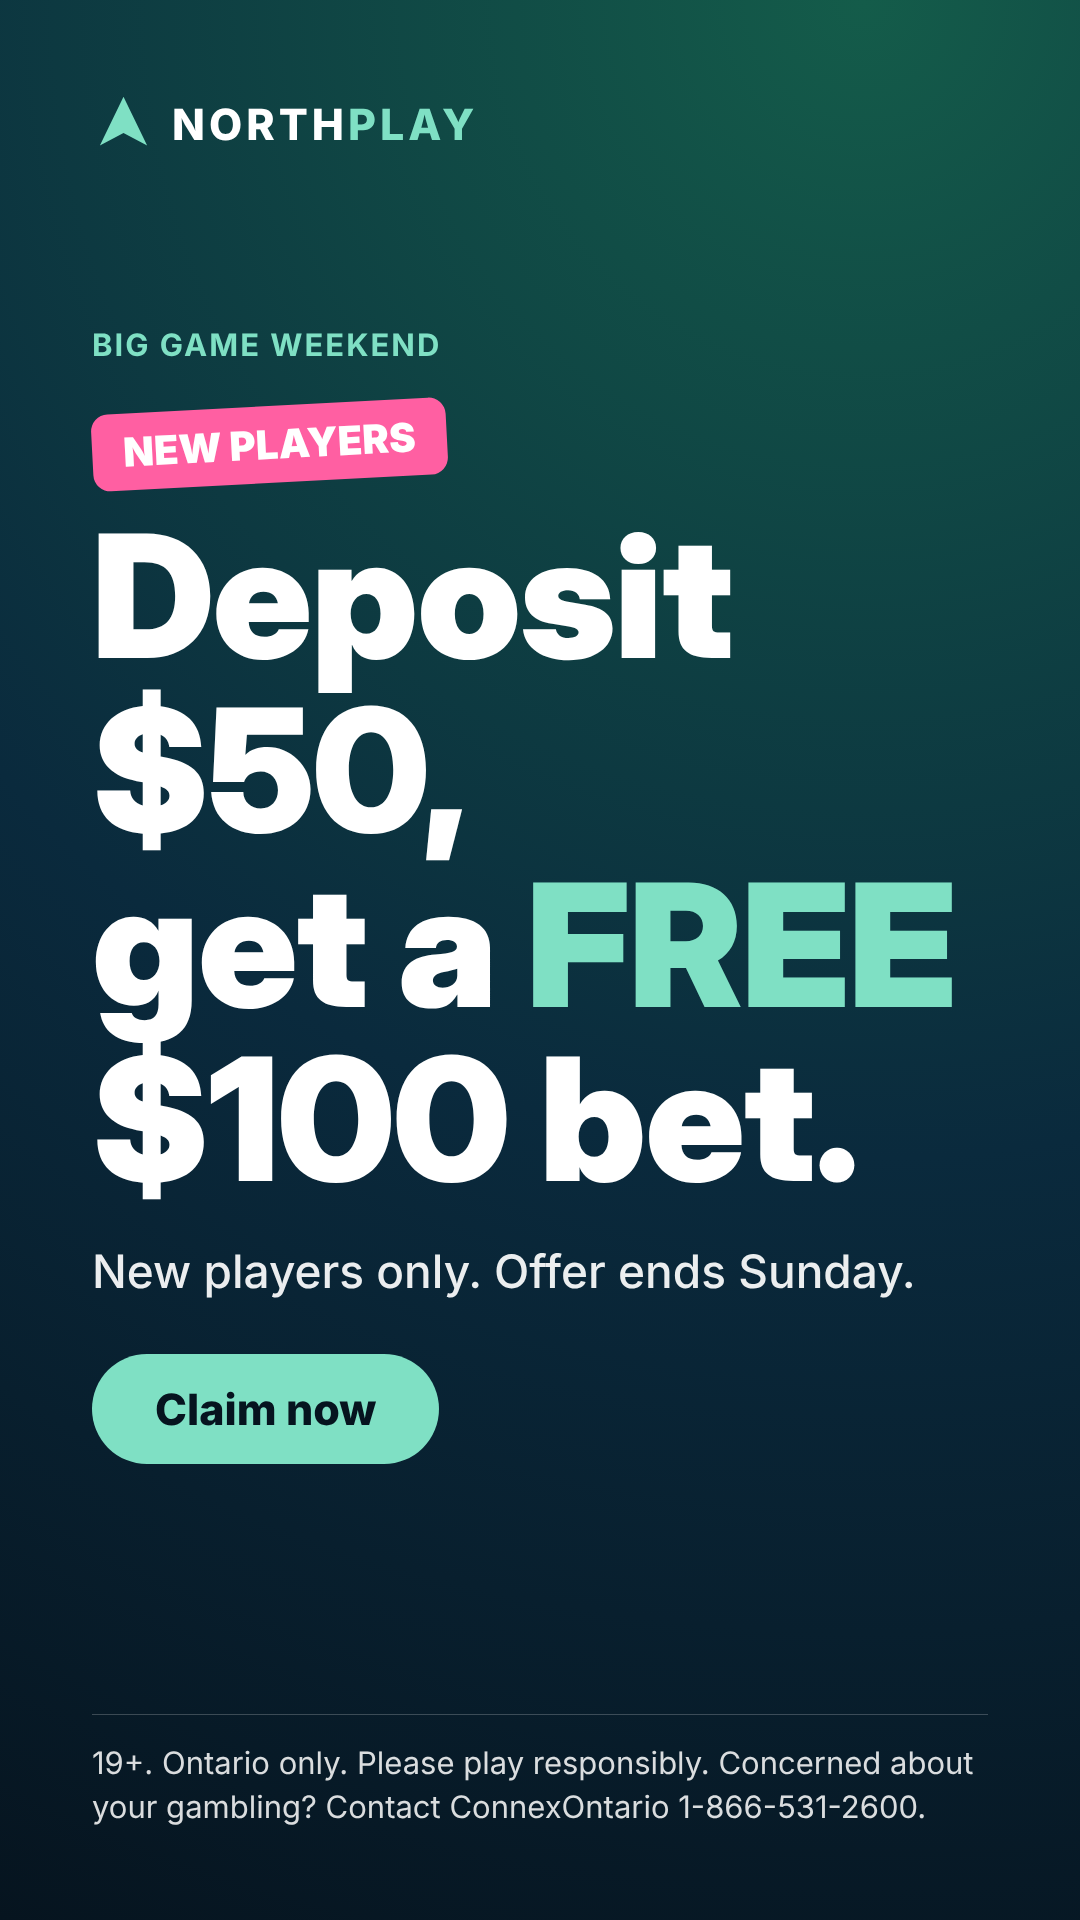 NORTHPLAY
BIG GAME WEEKEND
NEW PLAYERS
Deposit
$50,
get a FREE
$100 bet.
New players only. Offer ends Sunday.
Claim now
19+. Ontario only. Please play responsibly. Concerned about
your gambling? Contact ConnexOntario 1-866-531-2600.